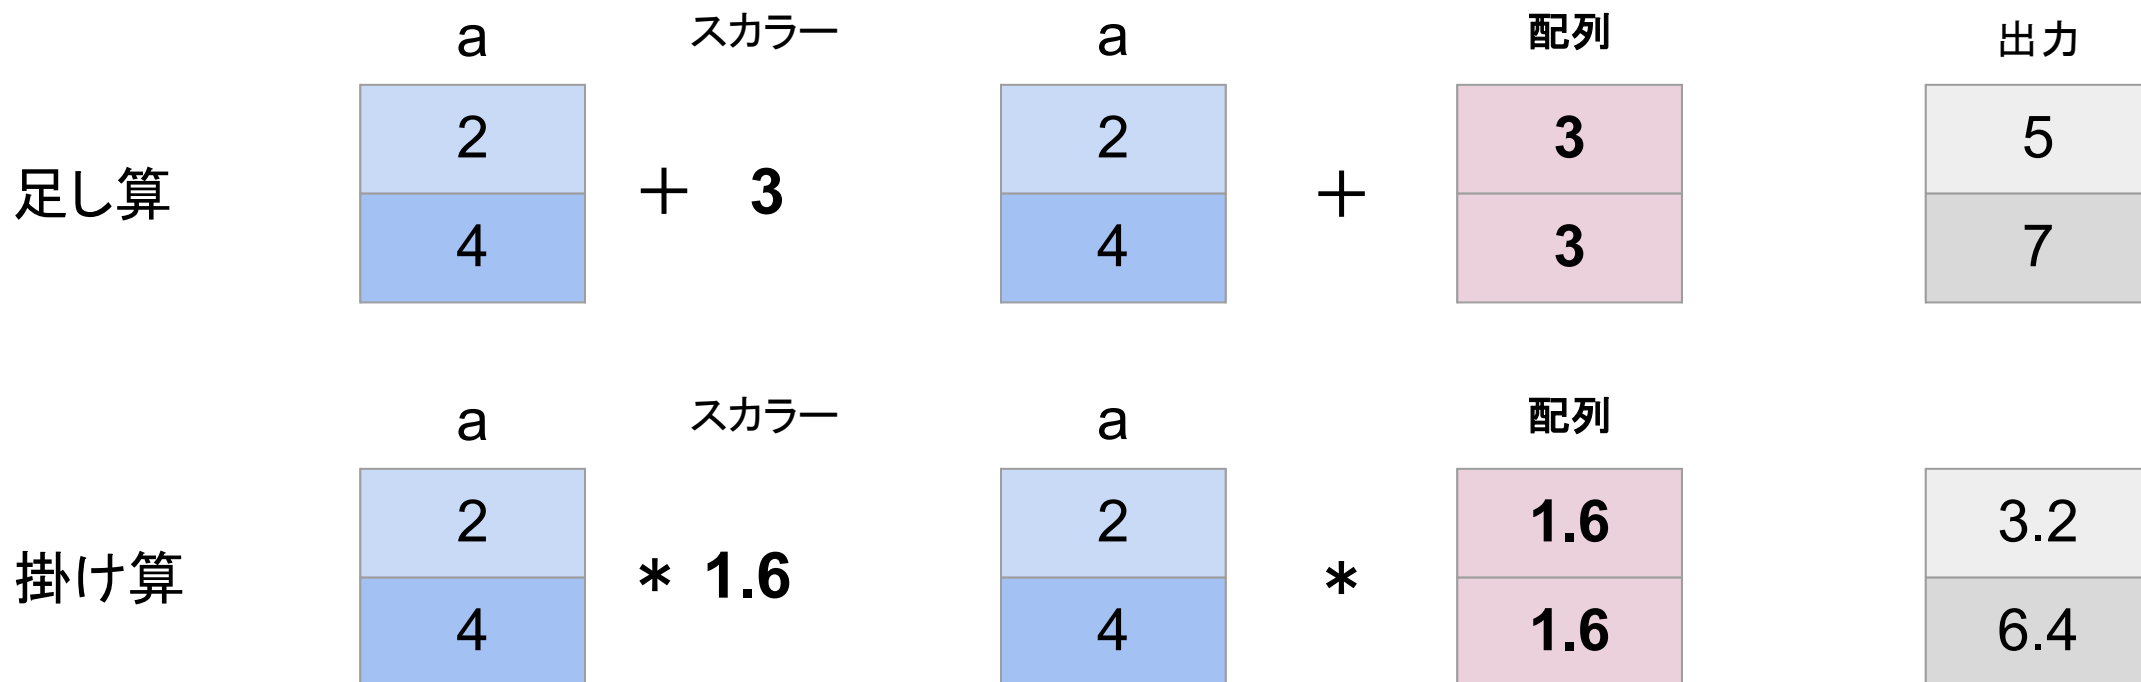 a スカラー a 配列 出力
2 2 3 5
足し算 + 3 +
4 4 3 7
a スカラー a 配列
2 2 1.6 3.2
掛け算 * 1.6 *
4 4 1.6 6.4